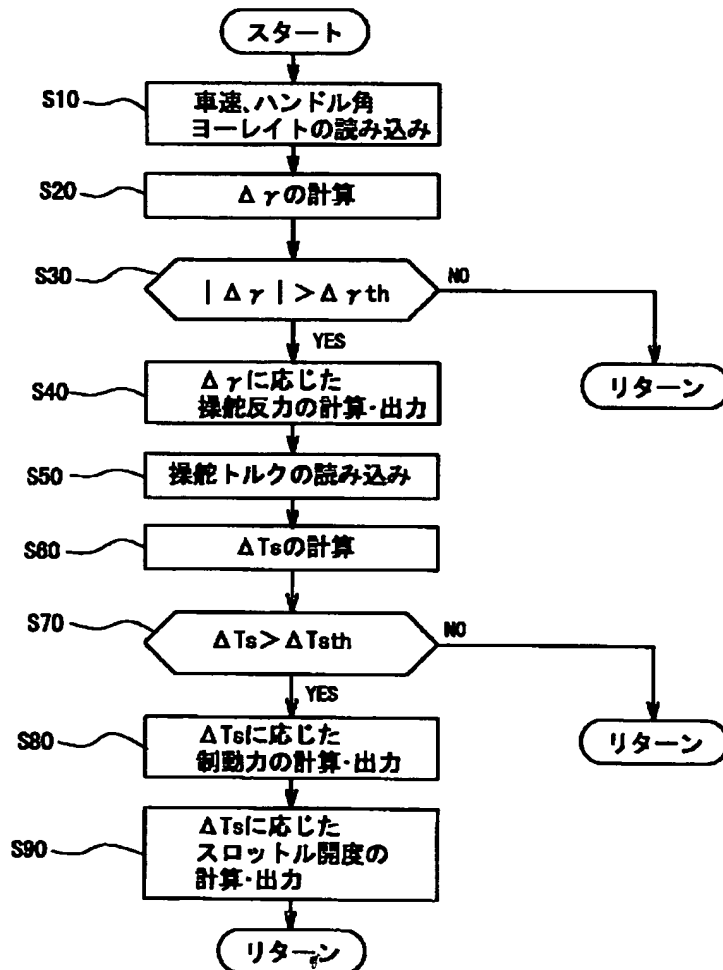 スタート
S10
車速、ハンドル角
ヨーレイトの読み込み
S20
Δγの計算
S30
|Δγ|>Δγth
NO
YES
リターン
S40
Δγに応じた
操舵反力の計算・出力
S50
操舵トルクの読み込み
S60
ΔTsの計算
S70
ΔTs>ΔTsth
NO
YES
リターン
S80
ΔTsに応じた
制動力の計算・出力
S90
ΔTsに応じた
スロットル開度の
計算・出力
リターン